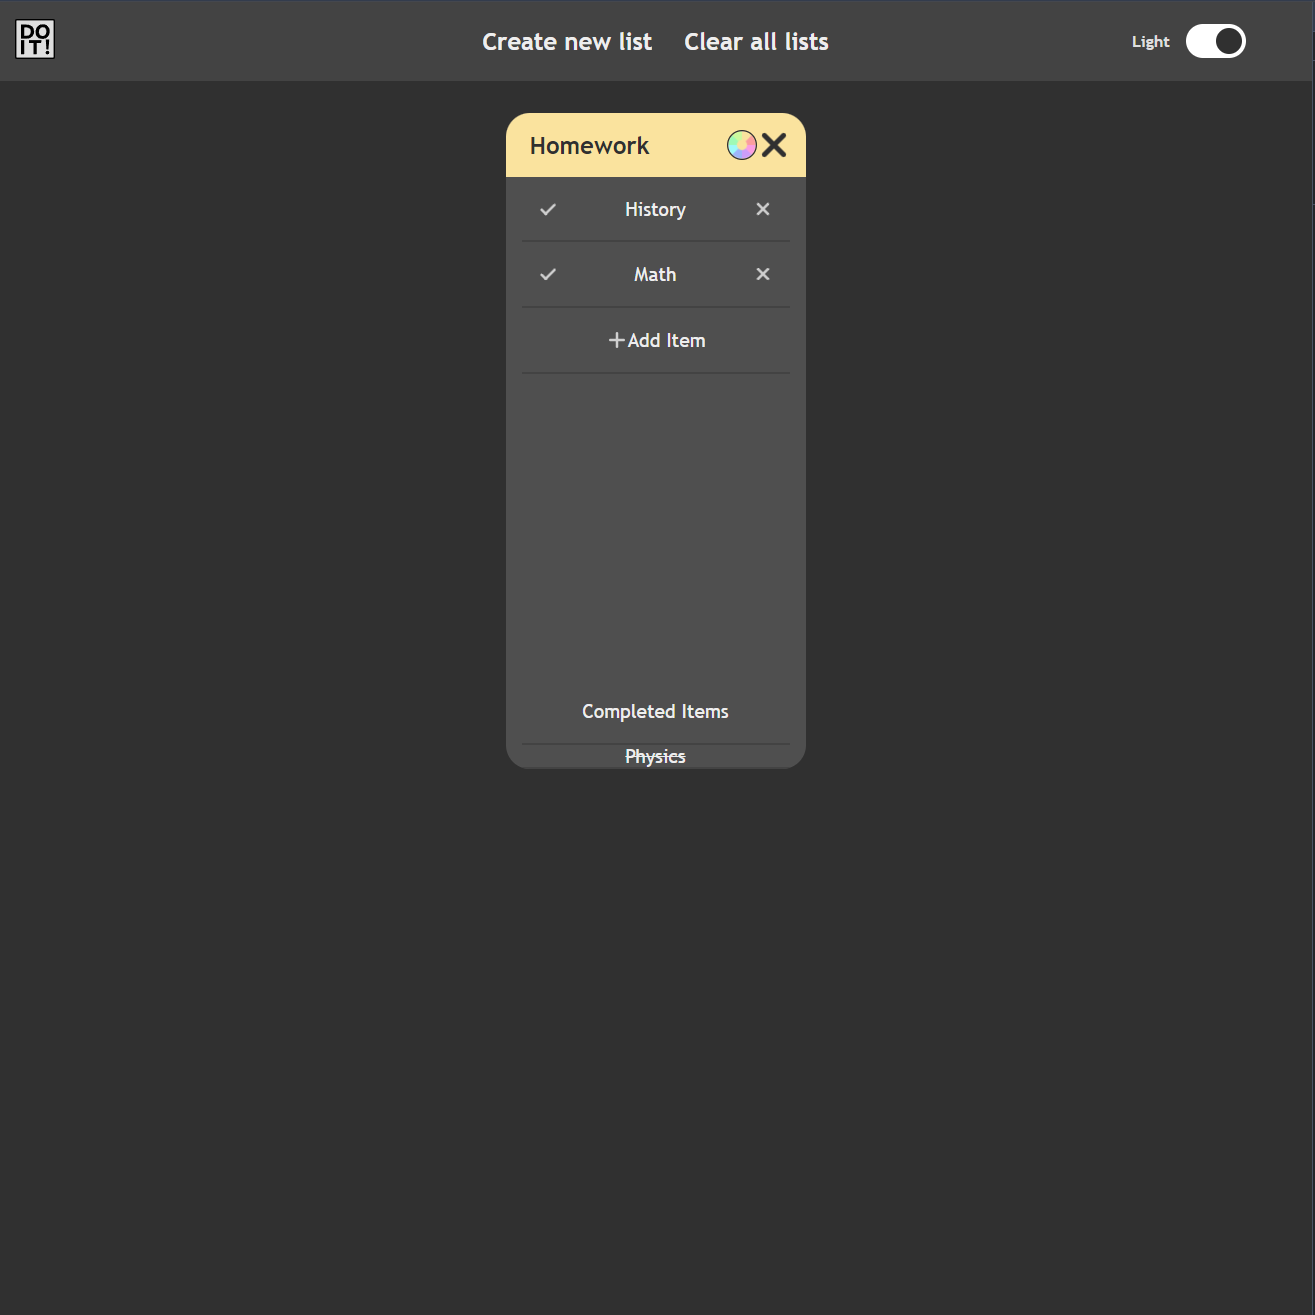 DO
IT!
Create new list
Clear all lists
Light
Homework
History
Math
Add Item
Completed Items
Physics